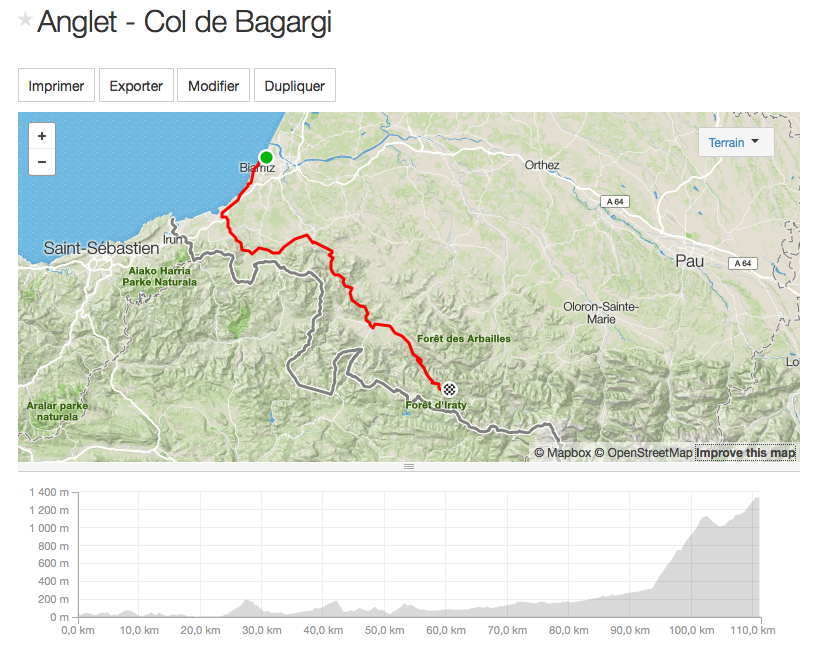 Anglet - Col de Bagargi
Imprimer Exporter Modifier Dupliquer
+
−
Terrain
Biarritz
Orthez
A 64
Irun
Saint-Sébastien
Pau
A 64
Aiako Harria
Parke Naturala
Oloron-Sainte-
Marie
Forêt des Arbailles
Lo
Aralar parke
naturala
Forêt d'Iraty
© Mapbox © OpenStreetMap Improve this map
1 400 m
1 200 m
1 000 m
800 m
600 m
400 m
200 m
0 m
0,0 km 10,0 km 20,0 km 30,0 km 40,0 km 50,0 km 60,0 km 70,0 km 80,0 km 90,0 km 100,0 km 110,0 km